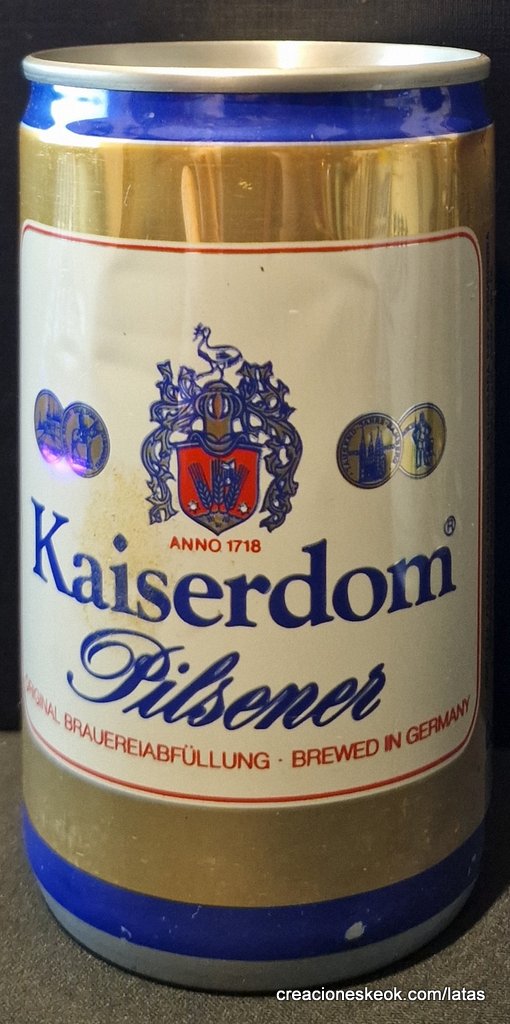 ANNO 1718
Kaiserdom®
Pilsener
ORIGINAL BRAUEREIABFÜLLUNG · BREWED IN GERMANY
creacioneskeok.com/latas